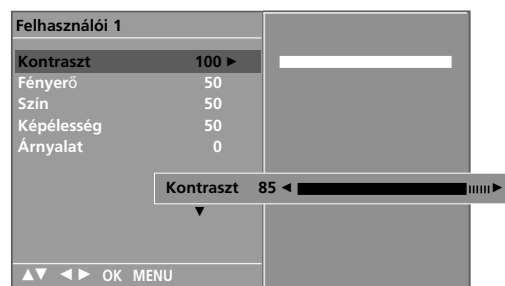 Felhasználói 1
Kontraszt 100 ►
Fényerő 50
Szín 50
Képélesség 50
Árnyalat 0
Kontraszt 85 ◄ ►
▼
▲▼ ◄ ► OK MENU